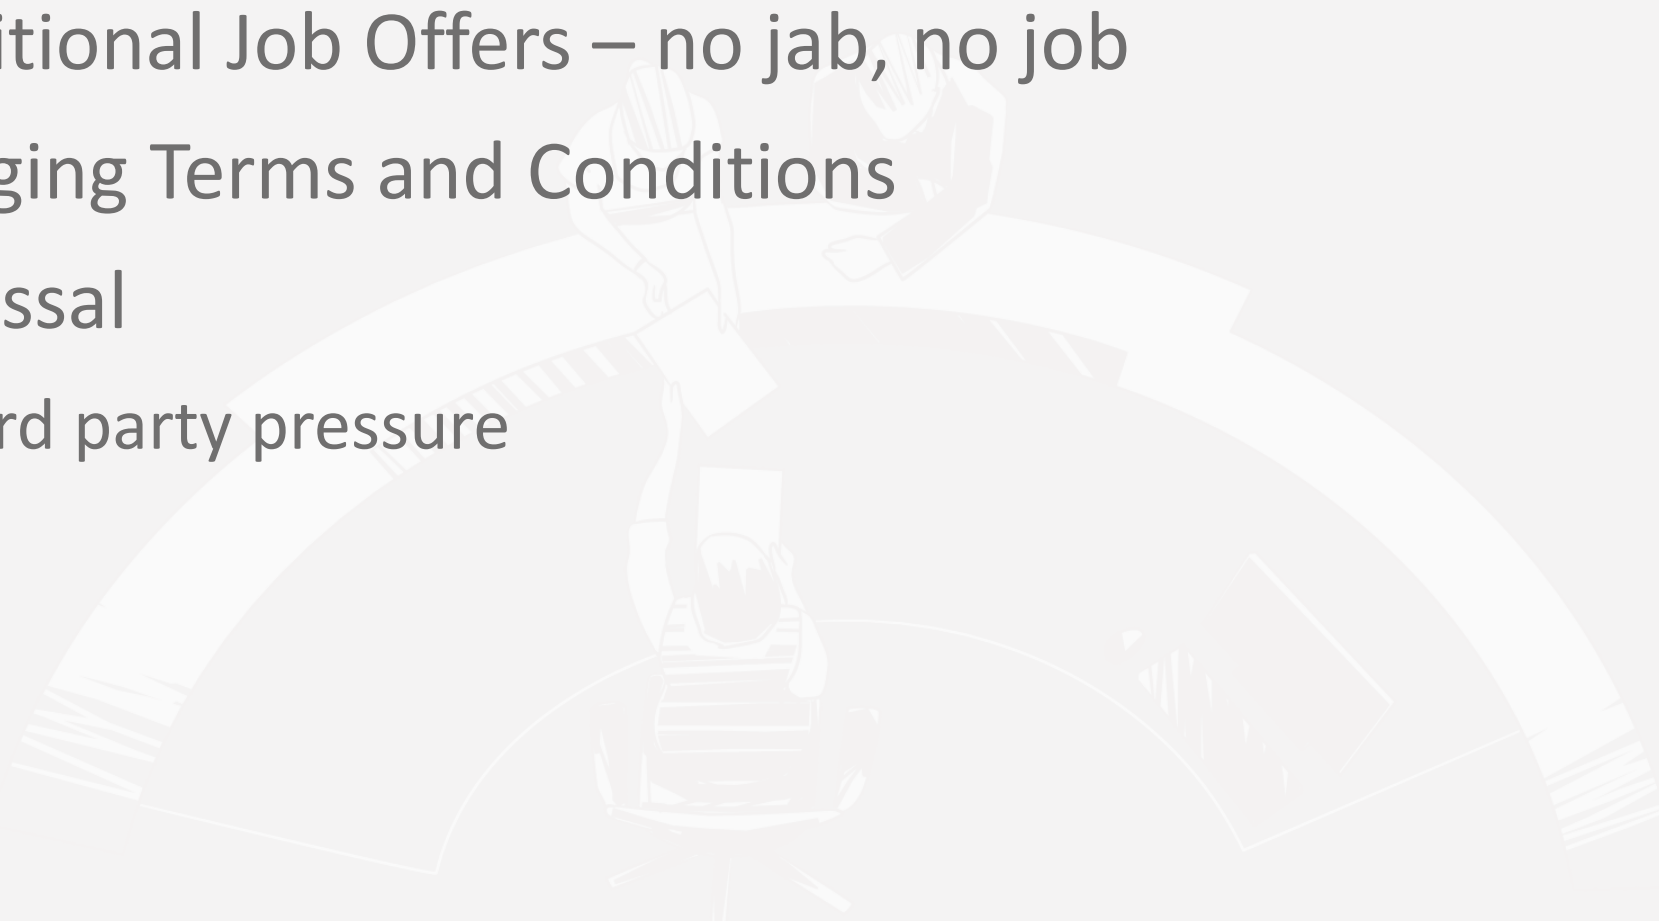 itional Job Offers – no jab, no job
ging Terms and Conditions
ssal
rd party pressure